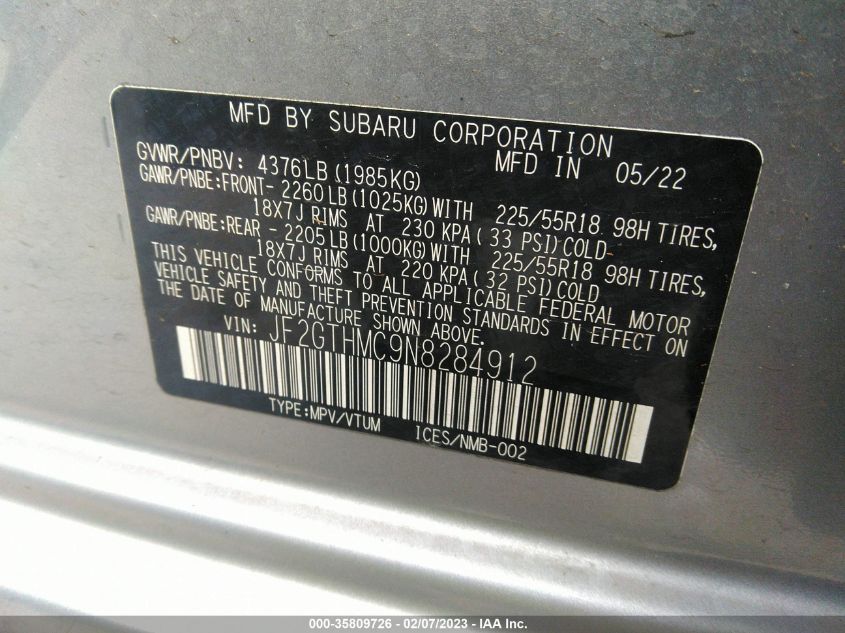 MFD BY SUBARU CORPORATION
GVWR/PNBV: 4376LB (1985KG) MFD IN 05/22
GAWR/PNBE:FRONT- 2260LB (1025KG) WITH 225/55R18 98H TIRES,
18X7J RIMS AT 230 KPA( 33 PSI) COLD
GAWR/PNBE:REAR - 2205LB (1000KG) WITH 225/55R18 98H TIRES,
18X7J RIMS AT 220 KPA( 32 PSI) COLD
THIS VEHICLE CONFORMS TO ALL APPLICABLE FEDERAL MOTOR
VEHICLE SAFETY AND THEFT PREVENTION STANDARDS IN EFFECT ON
THE DATE OF MANUFACTURE SHOWN ABOVE.
VIN: JF2GTHMC9N8284912
TYPE:MPV/VTUM ICES/NMB-002
000-35809726 - 02/07/2023 - IAA Inc.